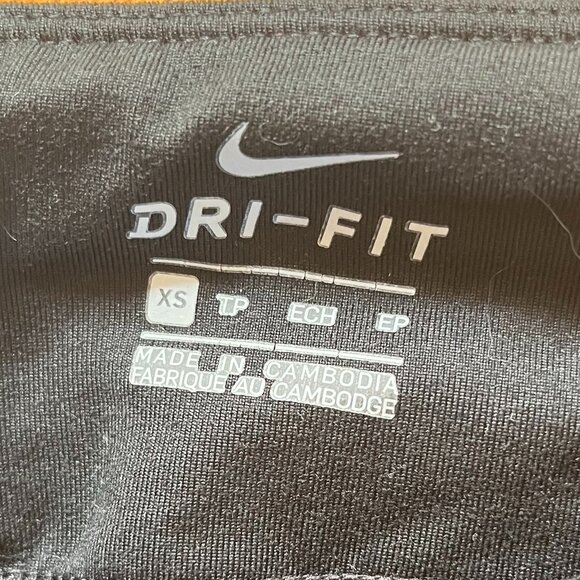 DRI-FIT
XS TP ECH EP
MADE IN CAMBODIA
FABRIQUE AU CAMBODGE